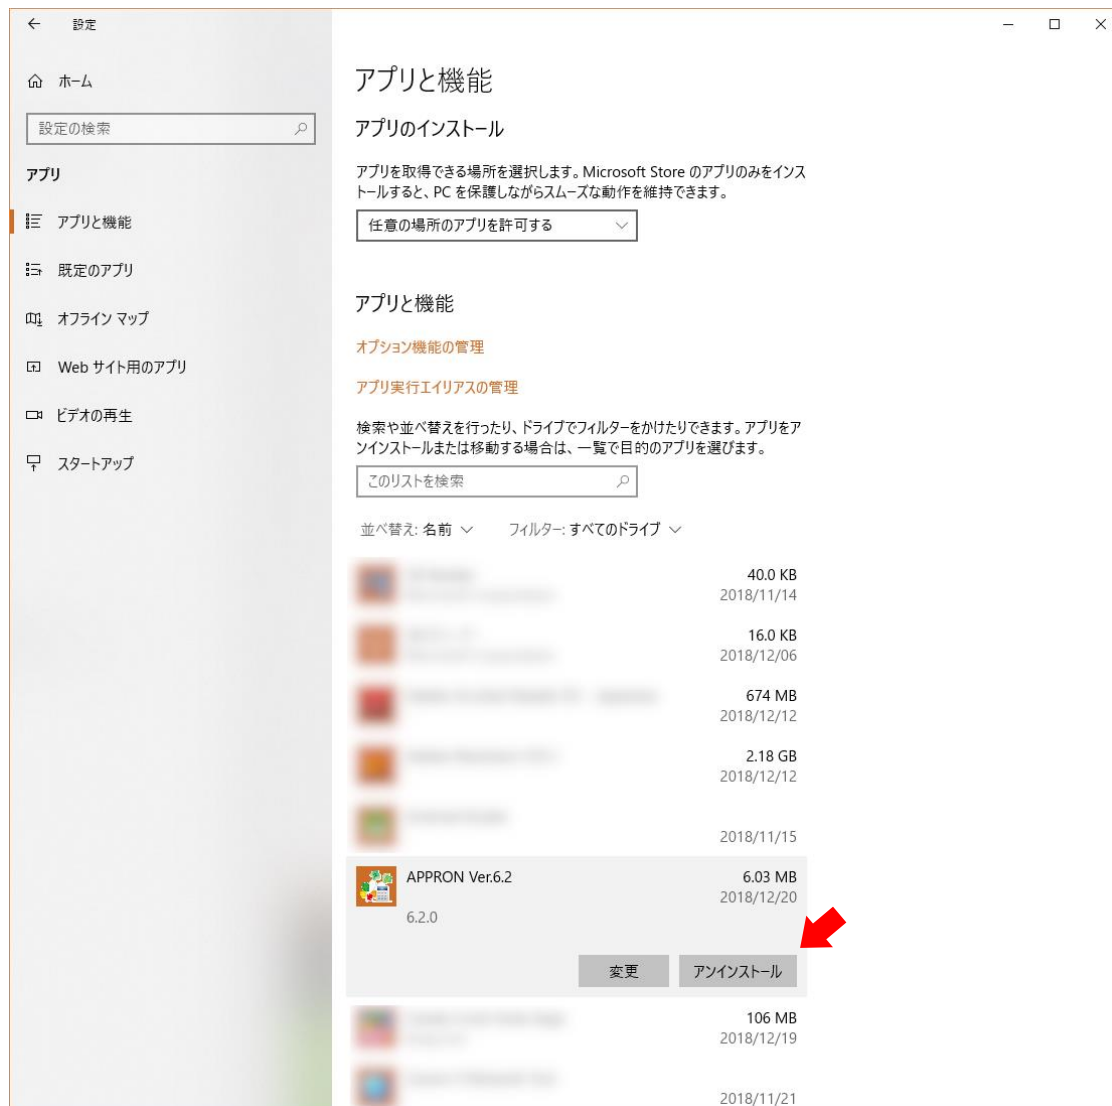 設定
ホーム
設定の検索
アプリ
アプリと機能
既定のアプリ
オフライン マップ
Web サイト用のアプリ
ビデオの再生
スタートアップ
アプリと機能
アプリのインストール
アプリを取得できる場所を選択します。Microsoft Store のアプリのみをインス
トールすると、PC を保護しながらスムーズな動作を維持できます。
任意の場所のアプリを許可する
アプリと機能
オプション機能の管理
アプリ実行エイリアスの管理
検索や並べ替えを行ったり、ドライブでフィルターをかけたりできます。アプリをア
ンインストールまたは移動する場合は、一覧で目的のアプリを選びます。
このリストを検索
並べ替え: 名前 フィルター: すべてのドライブ
40.0 KB
2018/11/14
16.0 KB
2018/12/06
674 MB
2018/12/12
2.18 GB
2018/12/12
2018/11/15
APPRON Ver.6.2 6.03 MB
2018/12/20
6.2.0
変更 アンインストール
106 MB
2018/12/19
2018/11/21